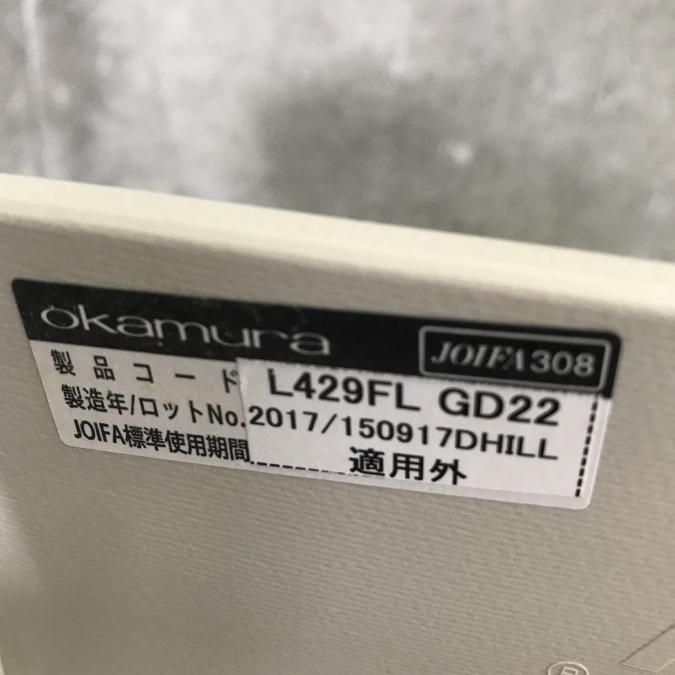 okamura
JOIFA308
製品コード L429FL GD22
製造年/ロットNo. 2017/150917DHILL
JOIFA標準使用期間 適用外
®